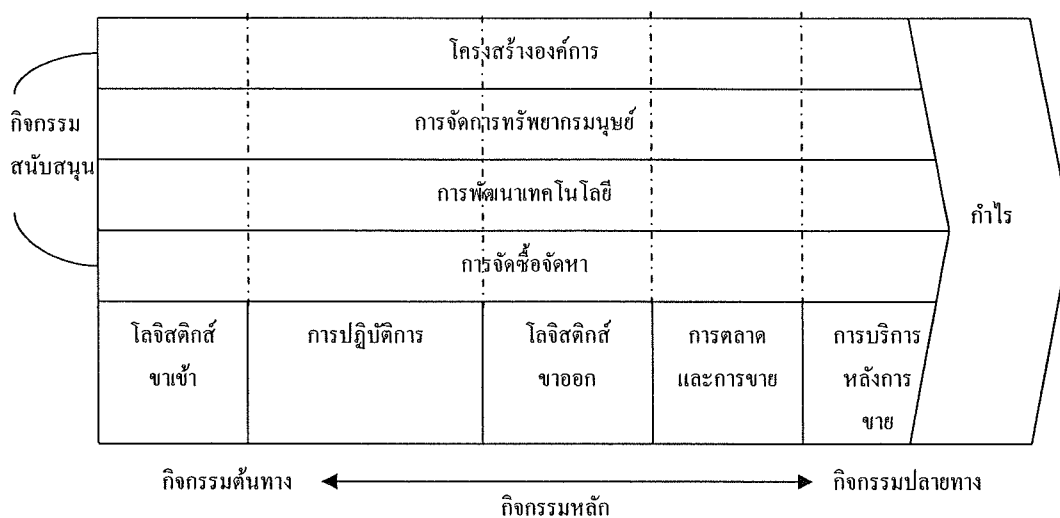 โครงสร้างองค์การ
กิจกรรม
สนับสนุน
การจัดการทรัพยากรมนุษย์
การพัฒนาเทคโนโลยี
กำไร
การจัดซื้อจัดหา
โลจิสติกส์
ขาเข้า
การปฏิบัติการ
โลจิสติกส์
ขาออก
การตลาด
และการขาย
การบริการ
หลังการ
ขาย
กิจกรรมต้นทาง
กิจกรรมหลัก
กิจกรรมปลายทาง